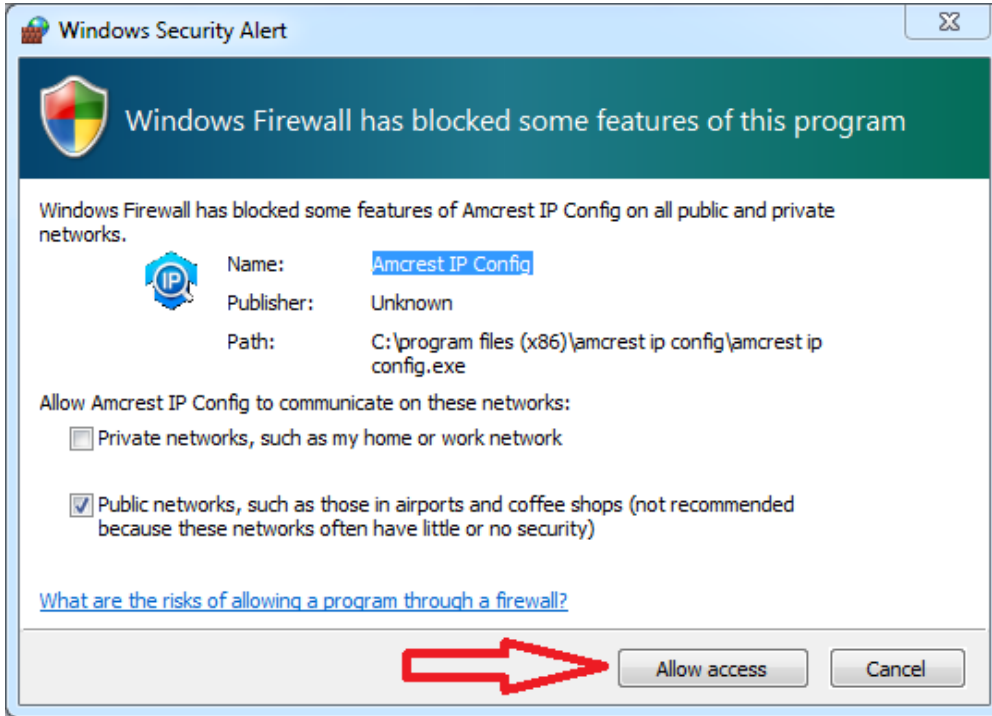 Windows Security Alert
Windows Firewall has blocked some features of this program
Windows Firewall has blocked some features of Amcrest IP Config on all public and private
networks.
IP
Name: Amcrest IP Config
Publisher: Unknown
Path: C:\program files (x86)\amcrest ip config\amcrest ip
config.exe
Allow Amcrest IP Config to communicate on these networks:
Private networks, such as my home or work network
Public networks, such as those in airports and coffee shops (not recommended
because these networks often have little or no security)
What are the risks of allowing a program through a firewall?
Allow access Cancel